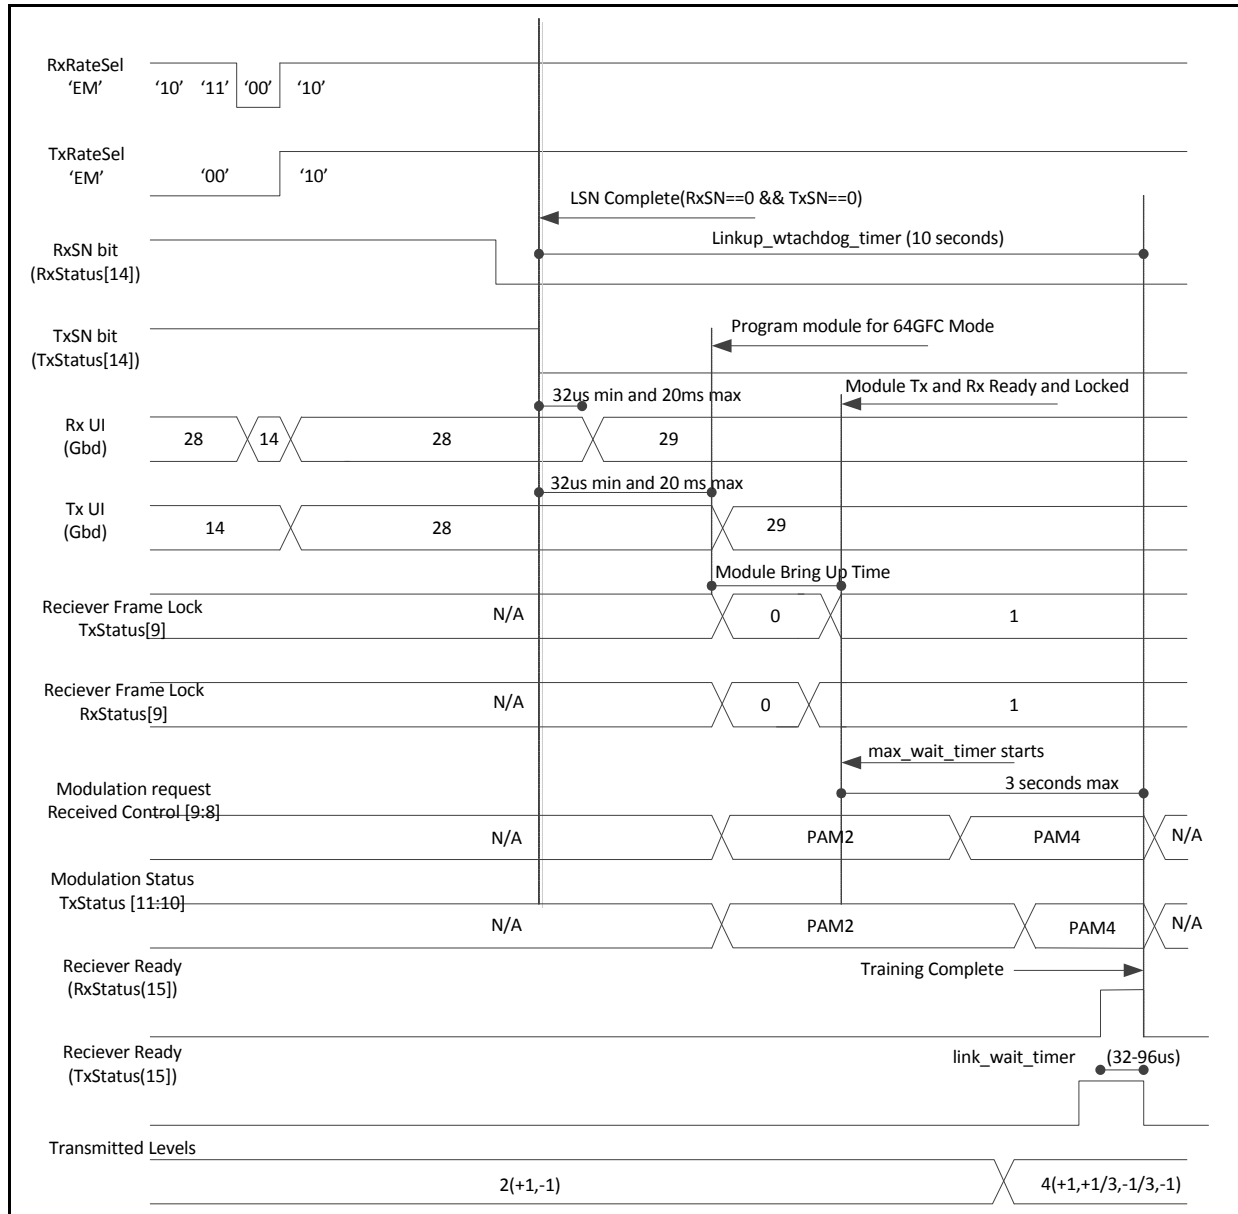 RxRateSel
‘EM’
‘10’ ‘11’ ‘00’ ‘10’
TxRateSel
‘EM’
‘00’ ‘10’
LSN Complete(RxSN==0 && TxSN==0)
RxSN bit
(RxStatus[14])
Linkup_wtachdog_timer (10 seconds)
TxSN bit
(TxStatus[14])
Program module for 64GFC Mode
32us min and 20ms max
Module Tx and Rx Ready and Locked
Rx UI
(Gbd)
28 14 28 29
32us min and 20 ms max
Tx UI
(Gbd)
14 28 29
Module Bring Up Time
Reciever Frame Lock
TxStatus[9]
N/A 0 1
Reciever Frame Lock
RxStatus[9]
N/A 0 1
max_wait_timer starts
3 seconds max
Modulation request
Received Control [9:8]
N/A PAM2 PAM4 N/A
Modulation Status
TxStatus [11:10]
N/A PAM2 PAM4 N/A
Reciever Ready
(RxStatus(15])
Training Complete
Reciever Ready
(TxStatus(15])
link_wait_timer (32-96us)
Transmitted Levels
2(+1,-1) 4(+1,+1/3,-1/3,-1)